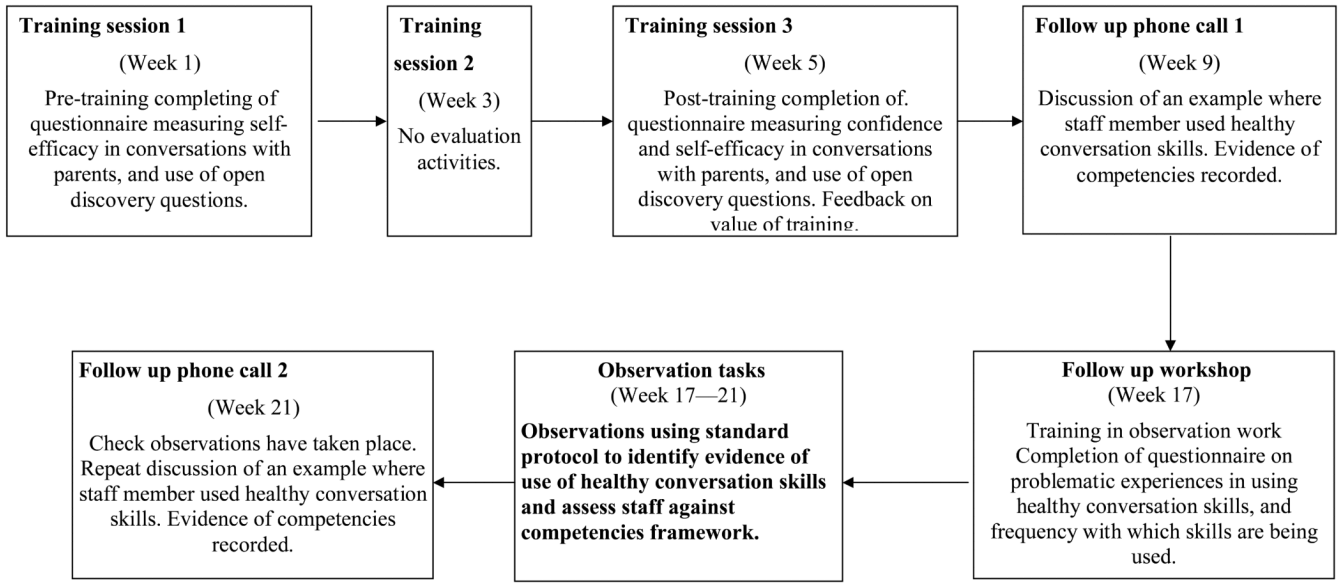 Training session 1
(Week 1)
Pre-training completing of
questionnaire measuring self-
efficacy in conversations with
parents, and use of open
discovery questions.
Training
session 2
(Week 3)
No evaluation
activities.
Training session 3
(Week 5)
Post-training completion of.
questionnaire measuring confidence
and self-efficacy in conversations
with parents, and use of open
discovery questions. Feedback on
value of training.
Follow up phone call 1
(Week 9)
Discussion of an example where
staff member used healthy
conversation skills. Evidence of
competencies recorded.
Follow up workshop
(Week 17)
Training in observation work
Completion of questionnaire on
problematic experiences in using
healthy conversation skills, and
frequency with which skills are being
used.
Observation tasks
(Week 17—21)
Observations using standard
protocol to identify evidence of
use of healthy conversation skills
and assess staff against
competencies framework.
Follow up phone call 2
(Week 21)
Check observations have taken place.
Repeat discussion of an example where
staff member used healthy conversation
skills. Evidence of competencies
recorded.